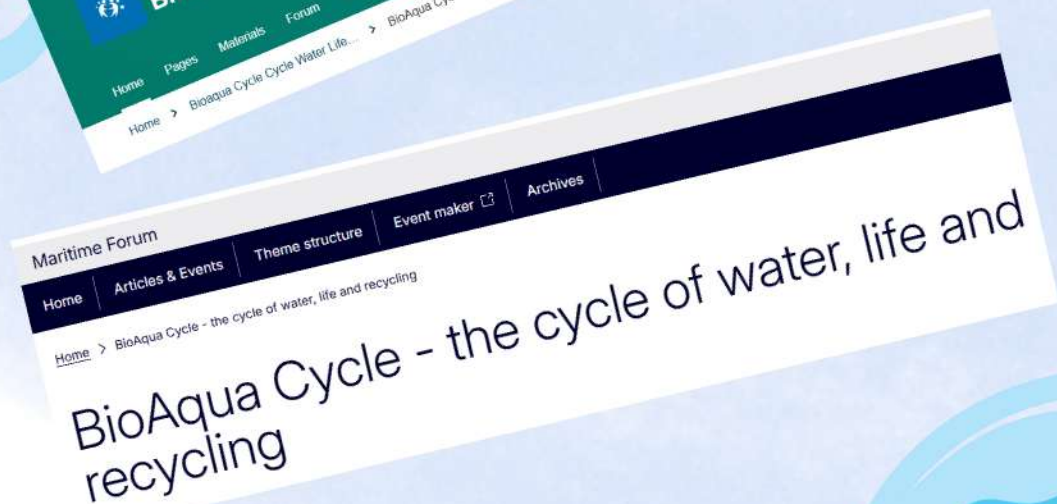 Home Pages Materials Forum
Home > Bioaqua Cycle Cycle Water Life... > BioAqua
Maritime Forum
Home Articles & Events Theme structure Event maker Archives
Home > BioAqua Cycle - the cycle of water, life and recycling
BioAqua Cycle - the cycle of water, life and
recycling